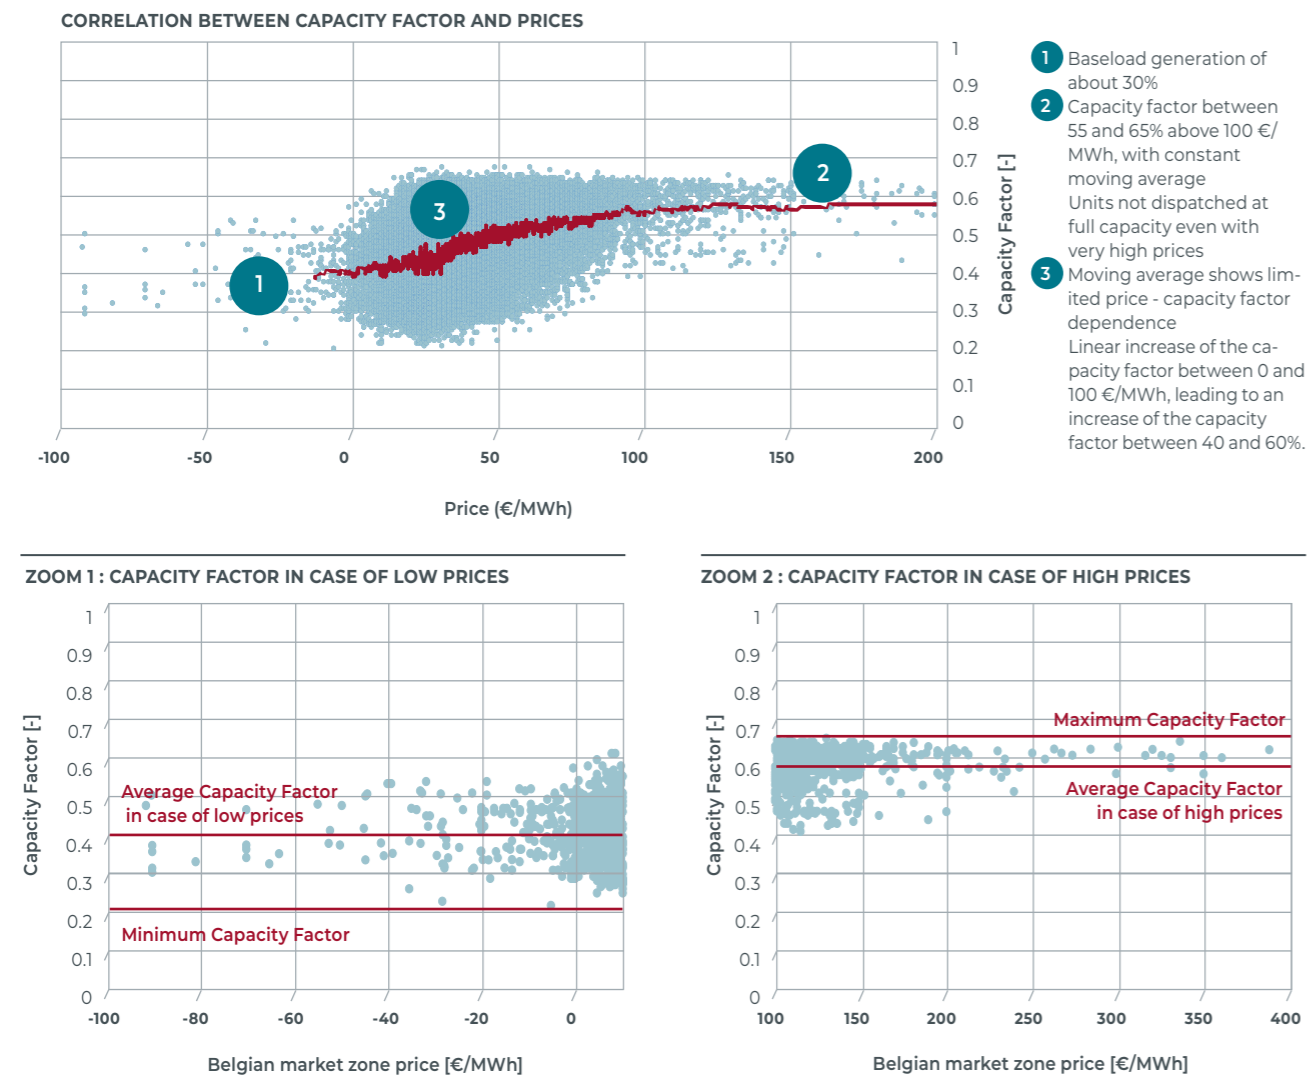 CORRELATION BETWEEN CAPACITY FACTOR AND PRICES
1
0.9
0.8
0.7
0.6
0.5
0.4
0.3
0.2
0.1
0
Capacity Factor [-]
1
2
3
-100
-50
0
50
100
150
200
Price (€/MWh)
1 Baseload generation of
about 30%
2 Capacity factor between
55 and 65% above 100 €/
MWh, with constant
moving average
Units not dispatched at
full capacity even with
very high prices
3 Moving average shows lim-
ited price - capacity factor
dependence
Linear increase of the ca-
pacity factor between 0 and
100 €/MWh, leading to an
increase of the capacity
factor between 40 and 60%.
ZOOM 1 : CAPACITY FACTOR IN CASE OF LOW PRICES
Capacity Factor [-]
1
0.9
0.8
0.7
0.6
0.5
0.4
0.3
0.2
0.1
0
Average Capacity Factor
in case of low prices
Minimum Capacity Factor
-100
-80
-60
-40
-20
0
Belgian market zone price [€/MWh]
ZOOM 2 : CAPACITY FACTOR IN CASE OF HIGH PRICES
Capacity Factor [-]
1
0.9
0.8
0.7
0.6
0.5
0.4
0.3
0.2
0.1
0
Maximum Capacity Factor
Average Capacity Factor
in case of high prices
100
150
200
250
300
350
400
Belgian market zone price [€/MWh]